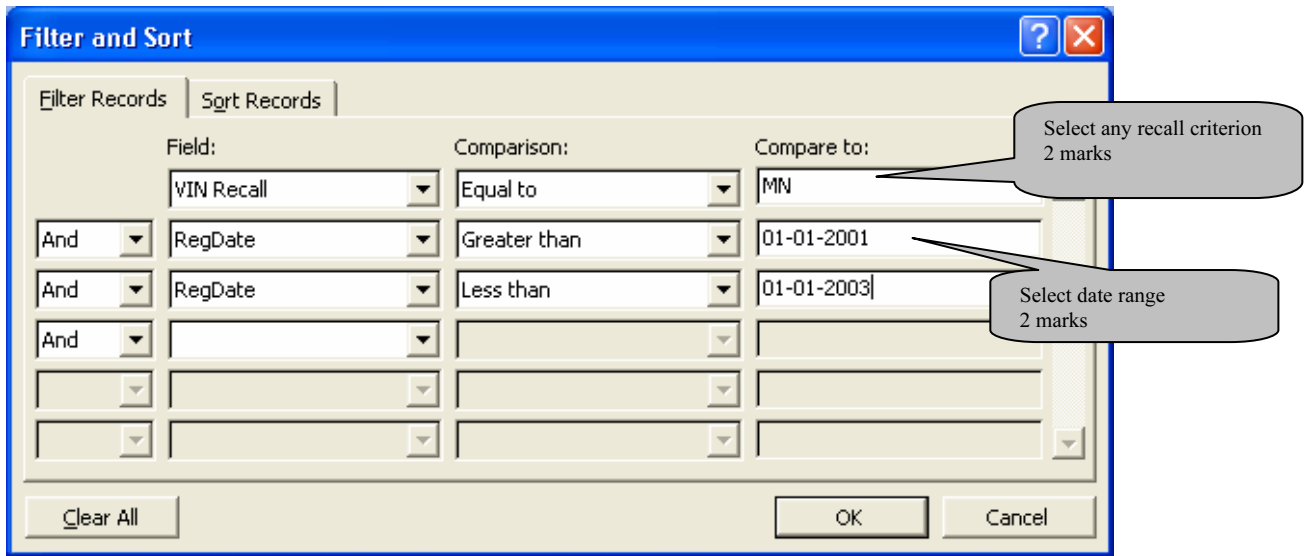 Filter and Sort
Filter Records Sort Records
Select any recall criterion
2 marks
Field: Comparison: Compare to:
VIN Recall Equal to MN
And RegDate Greater than 01-01-2001
And RegDate Less than 01-01-2003
Select date range
2 marks
And
Clear All OK Cancel